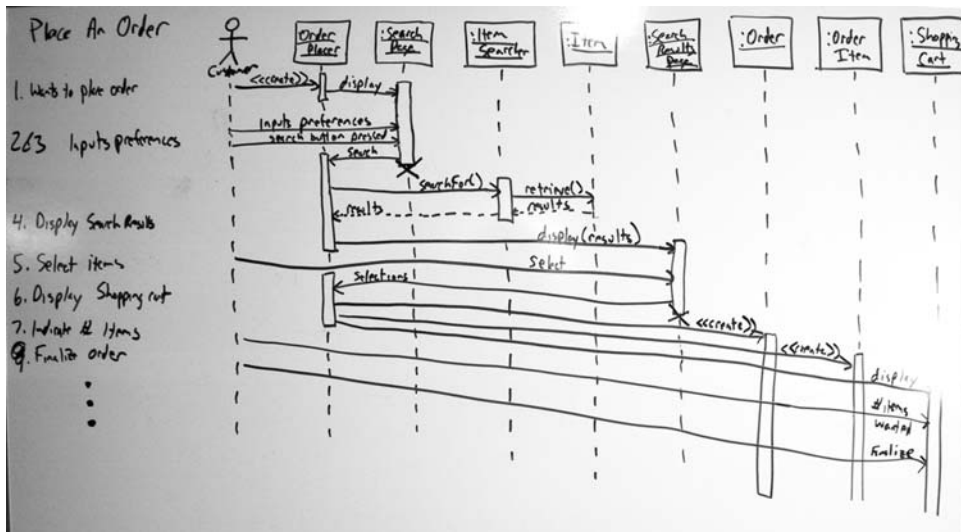 Place An Order
Customer
:Order
Placer
:Search
Page
:Item
Searcher
:Item
:Search
Results
Page
:Order
:Order
Item
:Shopping
Cart
1. Wants to place order
<<create>>
display
2&3 Inputs preferences
inputs preferences
search button pressed
search
searchFor()
retrieve()
results
results
4. Display Search Results
display(results)
5. Select items
select
6. Display Shopping
selections
7. Indicate # items
<<create>>
9. Finalize order
<<create>>
display
# items
wanted
Finalize